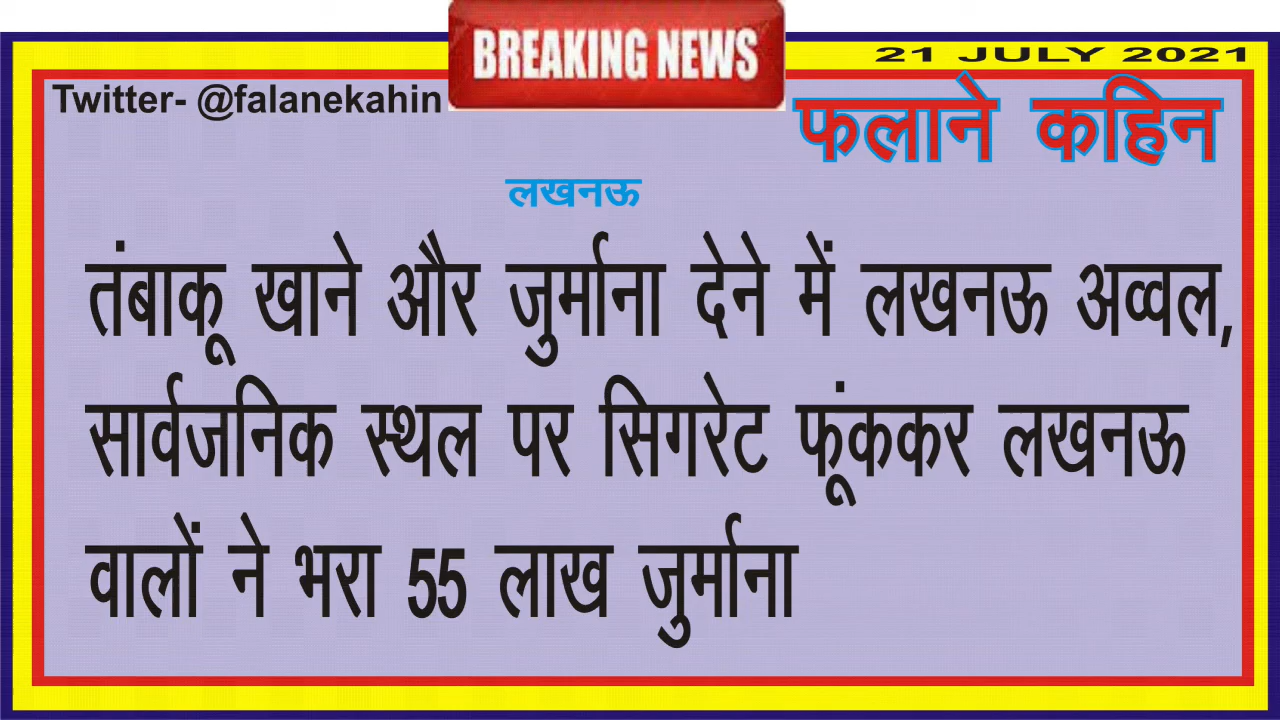 BREAKING NEWS
21 JULY 2021
Twitter- @falanekahin
फलाने कहिन
लखनऊ
तंबाकू खाने और जुर्माना देने में लखनऊ अव्वल,
सार्वजनिक स्थल पर सिगरेट फूंककर लखनऊ
वालों ने भरा 55 लाख जुर्माना